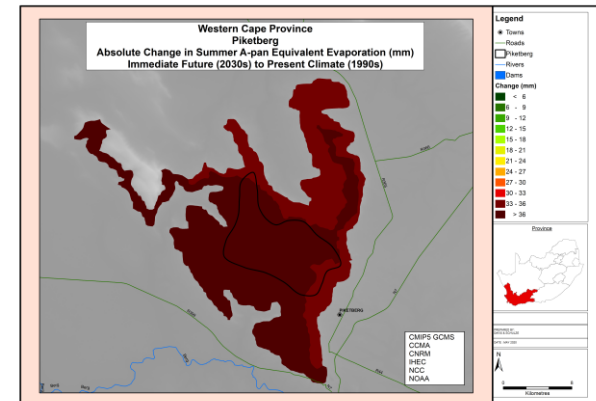 Western Cape Province
Piketberg
Absolute Change in Summer A-pan Equivalent Evaporation (mm)
Immediate Future (2030s) to Present Climate (1990s)
Legend
Towns
Roads
Piketberg
Rivers
Dams
Change (mm)
< 6
6 - 9
9 - 12
12 - 15
15 - 18
18 - 21
21 - 24
24 - 27
27 - 30
30 - 33
33 - 36
> 36
Province
PIKETBERG
CMIP5 GCMS
CCMA
CNRM
IHEC
NCC
NOAA
N
Kilometres